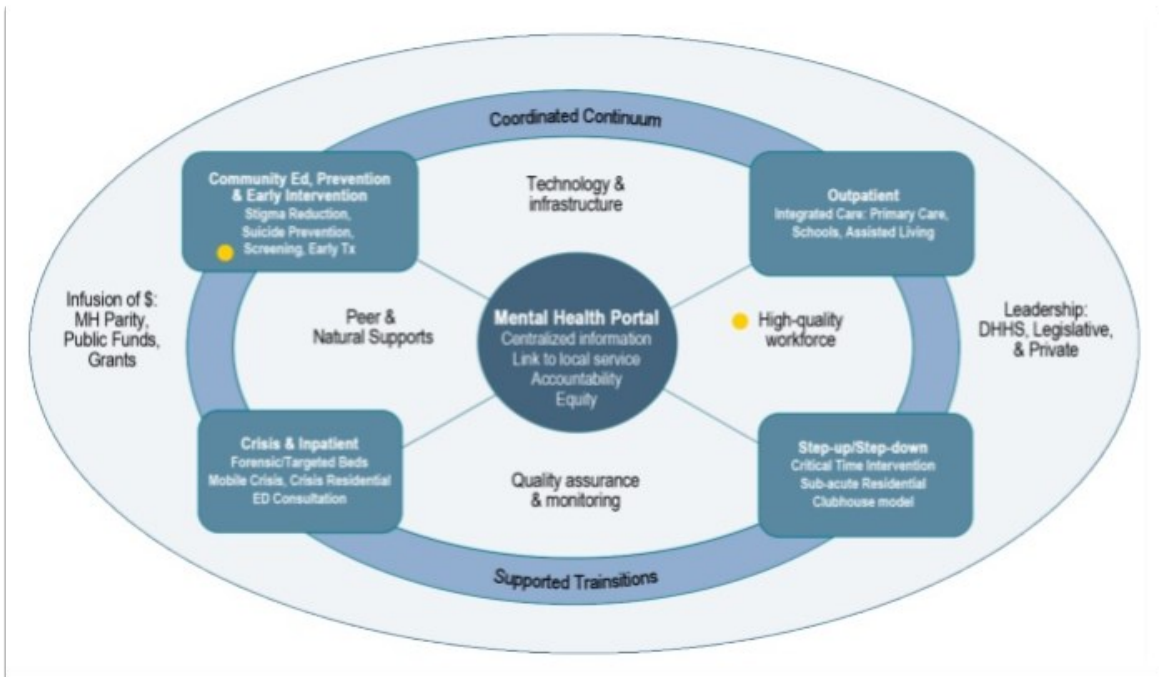 Coordinated Continuum
Community Ed, Prevention
& Early Intervention
Stigma Reduction,
Suicide Prevention,
Screening, Early Tx
Technology &
infrastructure
Outpatient
Integrated Care: Primary Care,
Schools, Assisted Living
Infusion of $:
MH Parity,
Public Funds,
Grants
Peer &
Natural Supports
Mental Health Portal
Centralized information
Link to local service
Accountability
Equity
High-quality
workforce
Leadership:
DHHS, Legislative,
& Private
Crisis & Inpatient
Forensic/Targeted Beds
Mobile Crisis, Crisis Residential
ED Consultation
Quality assurance
& monitoring
Step-up/Step-down
Critical Time Intervention
Sub-acute Residential
Clubhouse model
Supported Trainsitions